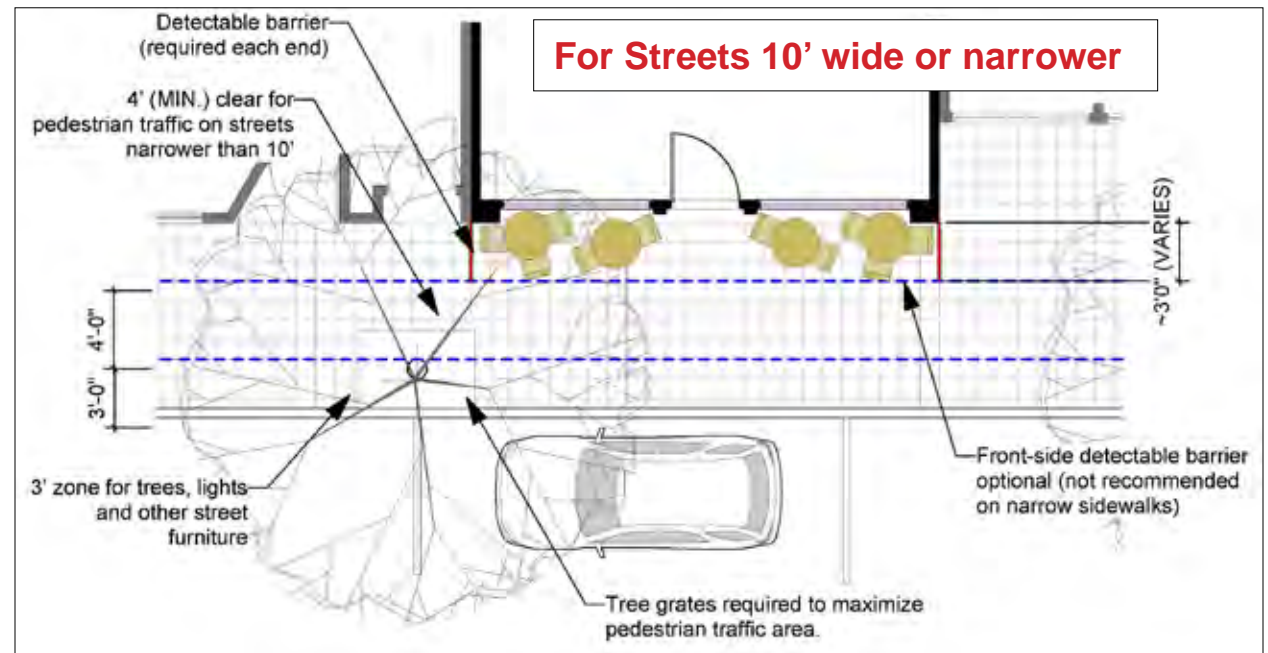 Detectable barrier
(required each end)
For Streets 10’ wide or narrower
4' (MIN.) clear for
pedestrian traffic on streets
narrower than 10'
~3'0" (VARIES)
4'-0"
3'-0"
3' zone for trees, lights
and other street
furniture
Front-side detectable barrier
optional (not recommended
on narrow sidewalks)
Tree grates required to maximize
pedestrian traffic area.